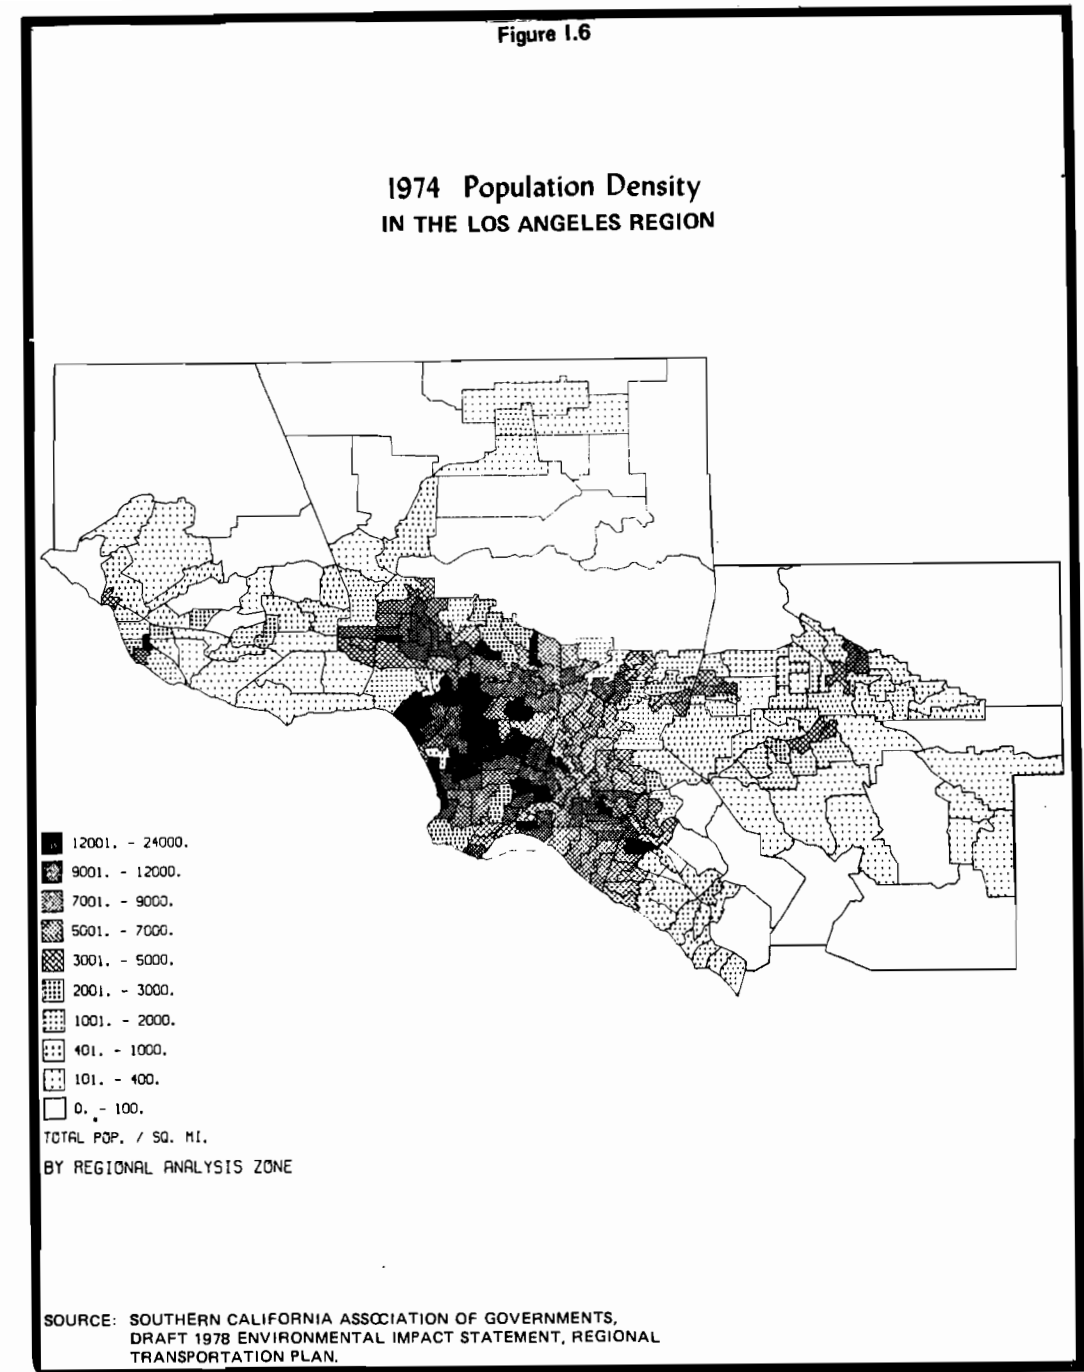 Figure I.6
1974 Population Density
IN THE LOS ANGELES REGION
12001. - 24000.
9001. - 12000.
7001. - 9000.
5001. - 7000.
3001. - 5000.
2001. - 3000.
1001. - 2000.
401. - 1000.
101. - 400.
0. - 100.
TOTAL POP. / SQ. MI.
BY REGIONAL ANALYSIS ZONE
SOURCE: SOUTHERN CALIFORNIA ASSOCIATION OF GOVERNMENTS,
DRAFT 1978 ENVIRONMENTAL IMPACT STATEMENT, REGIONAL
TRANSPORTATION PLAN.